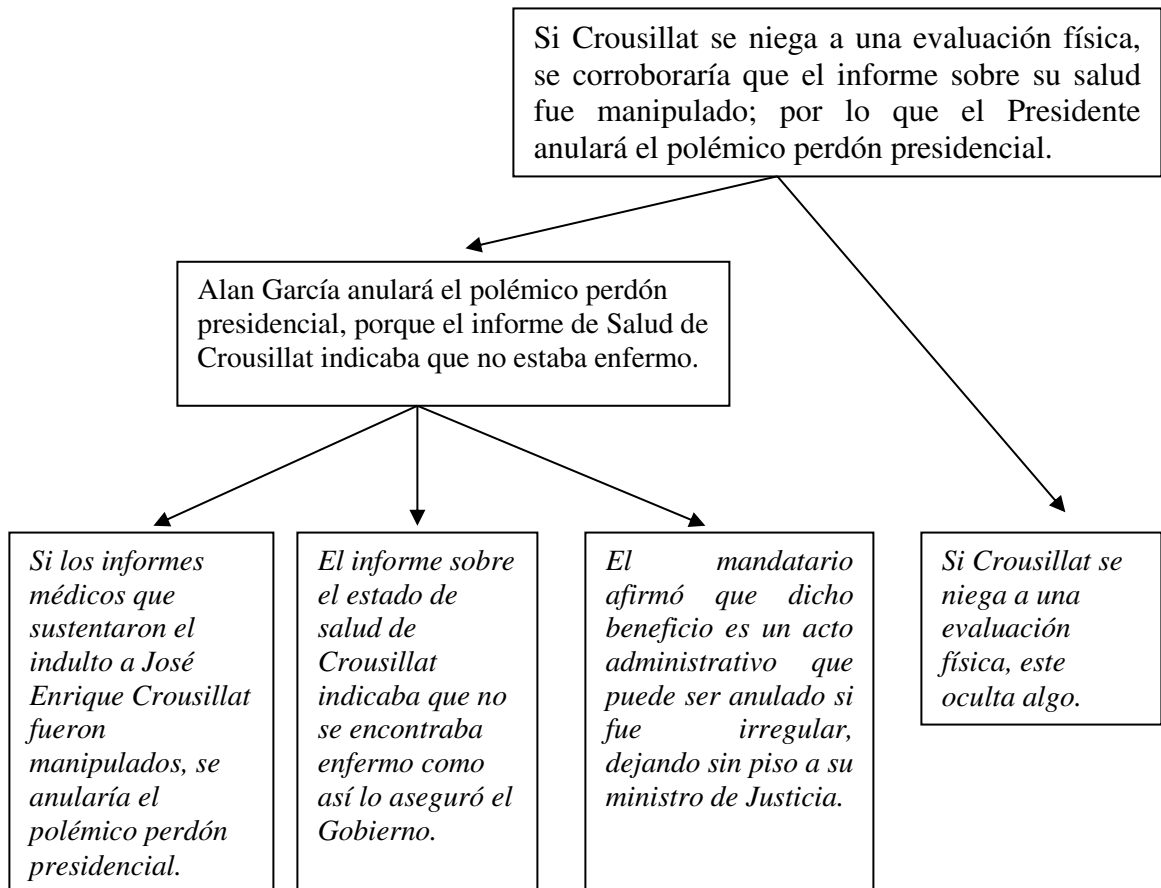 Si Crousillat se niega a una evaluación física,
se corroboraría que el informe sobre su salud
fue manipulado; por lo que el Presidente
anulará el polémico perdón presidencial.
Alan García anulará el polémico perdón
presidencial, porque el informe de Salud de
Crousillat indicaba que no estaba enfermo.
Si los informes
médicos que
sustentaron el
indulto a José
Enrique Crousillat
fueron
manipulados, se
anularía el
polémico perdón
presidencial.
El informe sobre
el estado de
salud de
Crousillat
indicaba que no
se encontraba
enfermo como
así lo aseguró el
Gobierno.
El mandatario
afirmó que dicho
beneficio es un acto
administrativo que
puede ser anulado si
fue irregular,
dejando sin piso a su
ministro de Justicia.
Si Crousillat se
niega a una
evaluación
física, este
oculta algo.